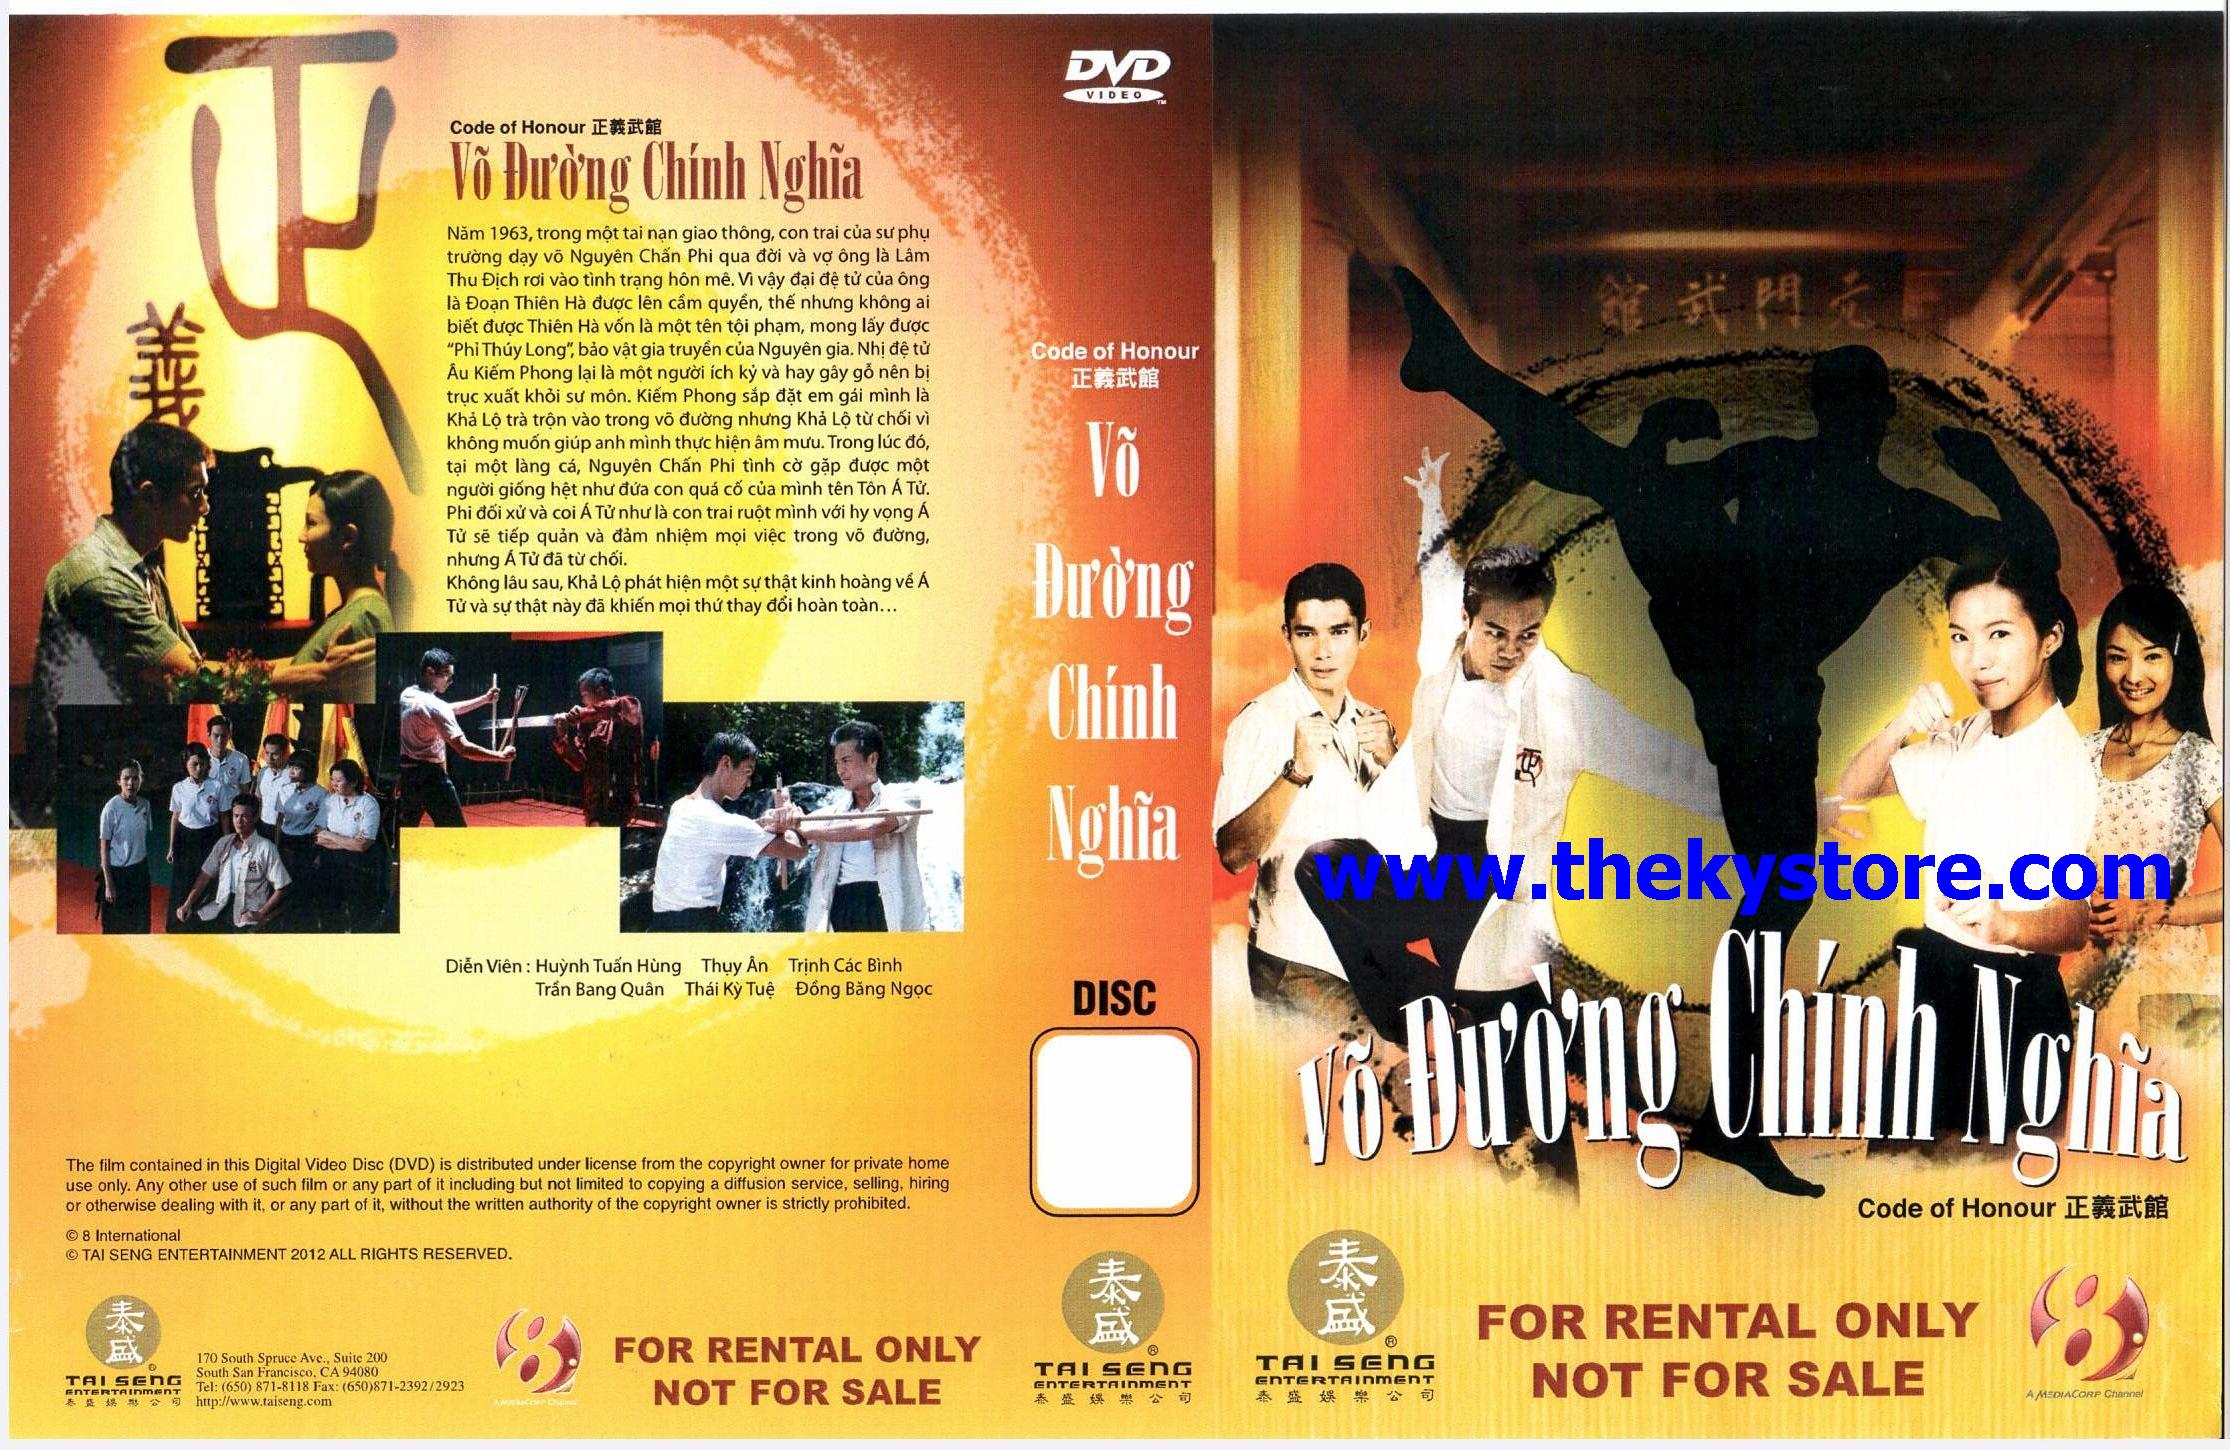 正
義
Code of Honour 正義武館
Võ Đường Chính Nghĩa
Năm 1963, trong một tai nạn giao thông, con trai của sư phụ
trường dạy võ Nguyên Chấn Phi qua đời và vợ ông là Lâm
Thu Địch rơi vào tình trạng hôn mê. Vì vậy đại đệ tử của ông
là Đoạn Thiên Hà được lên cầm quyền, thế nhưng không ai
biết được Thiên Hà vốn là một tên tội phạm, mong lấy được
“Phỉ Thúy Long”, bảo vật gia truyền của Nguyên gia. Nhị đệ tử
Âu Kiếm Phong lại là một người ích kỷ và hay gây gỗ nên bị
trục xuất khỏi sư môn. Kiếm Phong sắp đặt em gái mình là
Khả Lộ trà trộn vào trong võ đường nhưng Khả Lộ từ chối vì
không muốn giúp anh mình thực hiện âm mưu. Trong lúc đó,
tại một làng cá, Nguyên Chấn Phi tình cờ gặp được một
người giống hệt như đứa con quá cố của mình tên Tôn Á Tử.
Phi đối xử và coi Á Tử như là con trai ruột mình với hy vọng Á
Tử sẽ tiếp quản và đảm nhiệm mọi việc trong võ đường,
nhưng Á Tử đã từ chối.
Không lâu sau, Khả Lộ phát hiện một sự thật kinh hoàng về Á
Tử và sự thật này đã khiến mọi thứ thay đổi hoàn toàn…
Diễn Viên : Huỳnh Tuấn Hùng Thụy Ân Trịnh Các Bình
Trần Bang Quân Thái Kỳ Tuệ Đồng Băng Ngọc
The film contained in this Digital Video Disc (DVD) is distributed under license from the copyright owner for private home
use only. Any other use of such film or any part of it including but not limited to copying a diffusion service, selling, hiring
or otherwise dealing with it, or any part of it, without the written authority of the copyright owner is strictly prohibited.
© 8 International
© TAI SENG ENTERTAINMENT 2012 ALL RIGHTS RESERVED.
泰盛
®
TAI SENG
ENTERTAINMENT
泰盛娛樂公司
170 South Spruce Ave., Suite 200
South San Francisco, CA 94080
Tel: (650) 871-8118 Fax: (650)871-2392/2923
http://www.taiseng.com
8
A MEDIACORP Channel
FOR RENTAL ONLY
NOT FOR SALE
DVD
VIDEO
TM
Code of Honour
正義武館
Võ
Đường
Chính
Nghĩa
DISC
泰盛
®
TAI SENG
ENTERTAINMENT
泰盛娛樂公司
館武門元
正
www.thekystore.com
Võ Đường Chính Nghĩa
Code of Honour 正義武館
泰盛
®
TAI SENG
ENTERTAINMENT
泰盛娛樂公司
FOR RENTAL ONLY
NOT FOR SALE
8
A MEDIACORP Channel